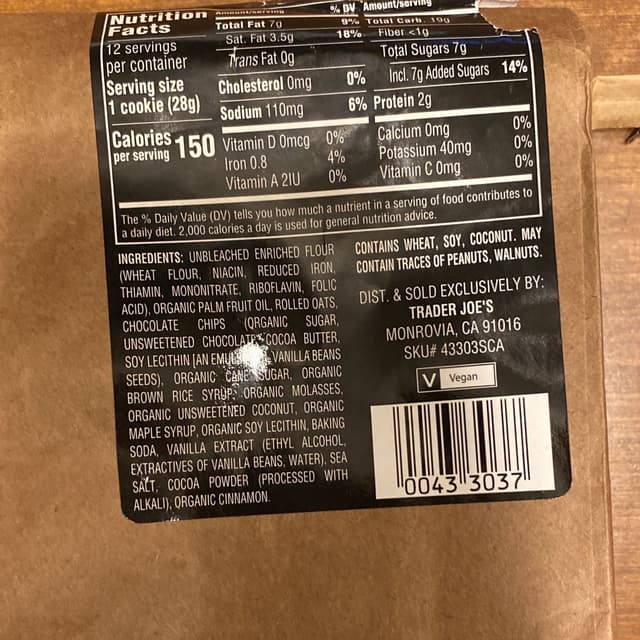 Nutrition
Facts
12 servings
per container
Serving size
1 cookie (28g)
Calories 150
per serving
Amount/serving % DV
Total Fat 7g 9%
Sat. Fat 3.5g 18%
Trans Fat 0g
Cholesterol 0mg 0%
Sodium 110mg 6%
Amount/serving
Total Carb. 19g
Fiber <1g
Total Sugars 7g
Incl. 7g Added Sugars 14%
Protein 2g
Vitamin D 0mcg 0%
Iron 0.8 4%
Vitamin A 2IU 0%
Calcium 0mg 0%
Potassium 40mg 0%
Vitamin C 0mg 0%
The % Daily Value (DV) tells you how much a nutrient in a serving of food contributes to
a daily diet. 2,000 calories a day is used for general nutrition advice.
INGREDIENTS: UNBLEACHED ENRICHED FLOUR
(WHEAT FLOUR, NIACIN, REDUCED IRON,
THIAMIN, MONONITRATE, RIBOFLAVIN, FOLIC
ACID), ORGANIC PALM FRUIT OIL, ROLLED OATS,
CHOCOLATE CHIPS (ORGANIC SUGAR,
UNSWEETENED CHOCOLATE, COCOA BUTTER,
SOY LECITHIN [AN VANILLA BEANS
SEEDS), ORGANIC CANE SUGAR, ORGANIC
BROWN RICE SYRUP, ORGANIC MOLASSES,
ORGANIC UNSWEETENED COCONUT, ORGANIC
MAPLE SYRUP, ORGANIC SOY LECITHIN, BAKING
SODA, VANILLA EXTRACT (ETHYL ALCOHOL,
EXTRACTIVES OF VANILLA BEANS, WATER), SEA
SALT, COCOA POWDER (PROCESSED WITH
ALKALI), ORGANIC CINNAMON.
CONTAINS WHEAT, SOY, COCONUT. MAY
CONTAIN TRACES OF PEANUTS, WALNUTS.
DIST. & SOLD EXCLUSIVELY BY:
TRADER JOE'S
MONROVIA, CA 91016
SKU# 43303SCA
V Vegan
0043 3037